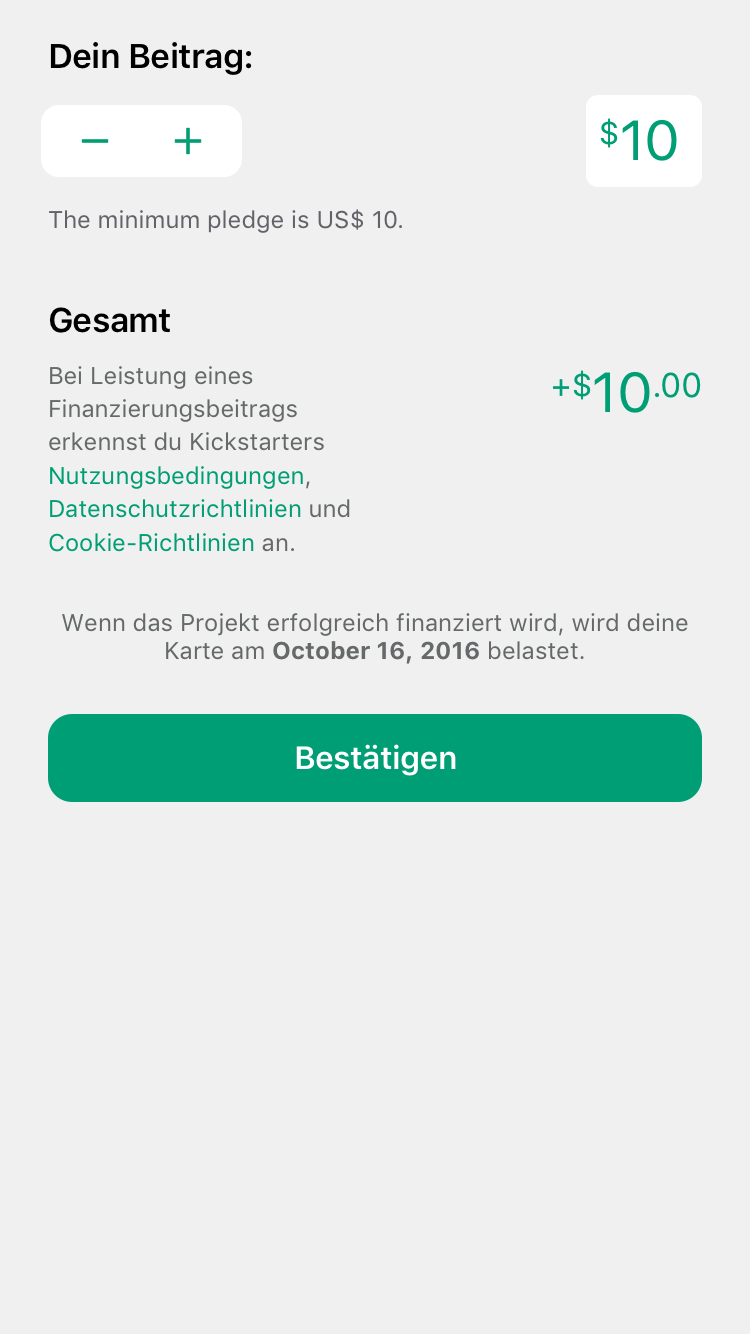 Dein Beitrag:
− +
$10
The minimum pledge is US$ 10.
Gesamt
+$10.00
Bei Leistung eines
Finanzierungsbeitrags
erkennst du Kickstarters
Nutzungsbedingungen,
Datenschutzrichtlinien und
Cookie-Richtlinien an.
Wenn das Projekt erfolgreich finanziert wird, wird deine
Karte am October 16, 2016 belastet.
Bestätigen